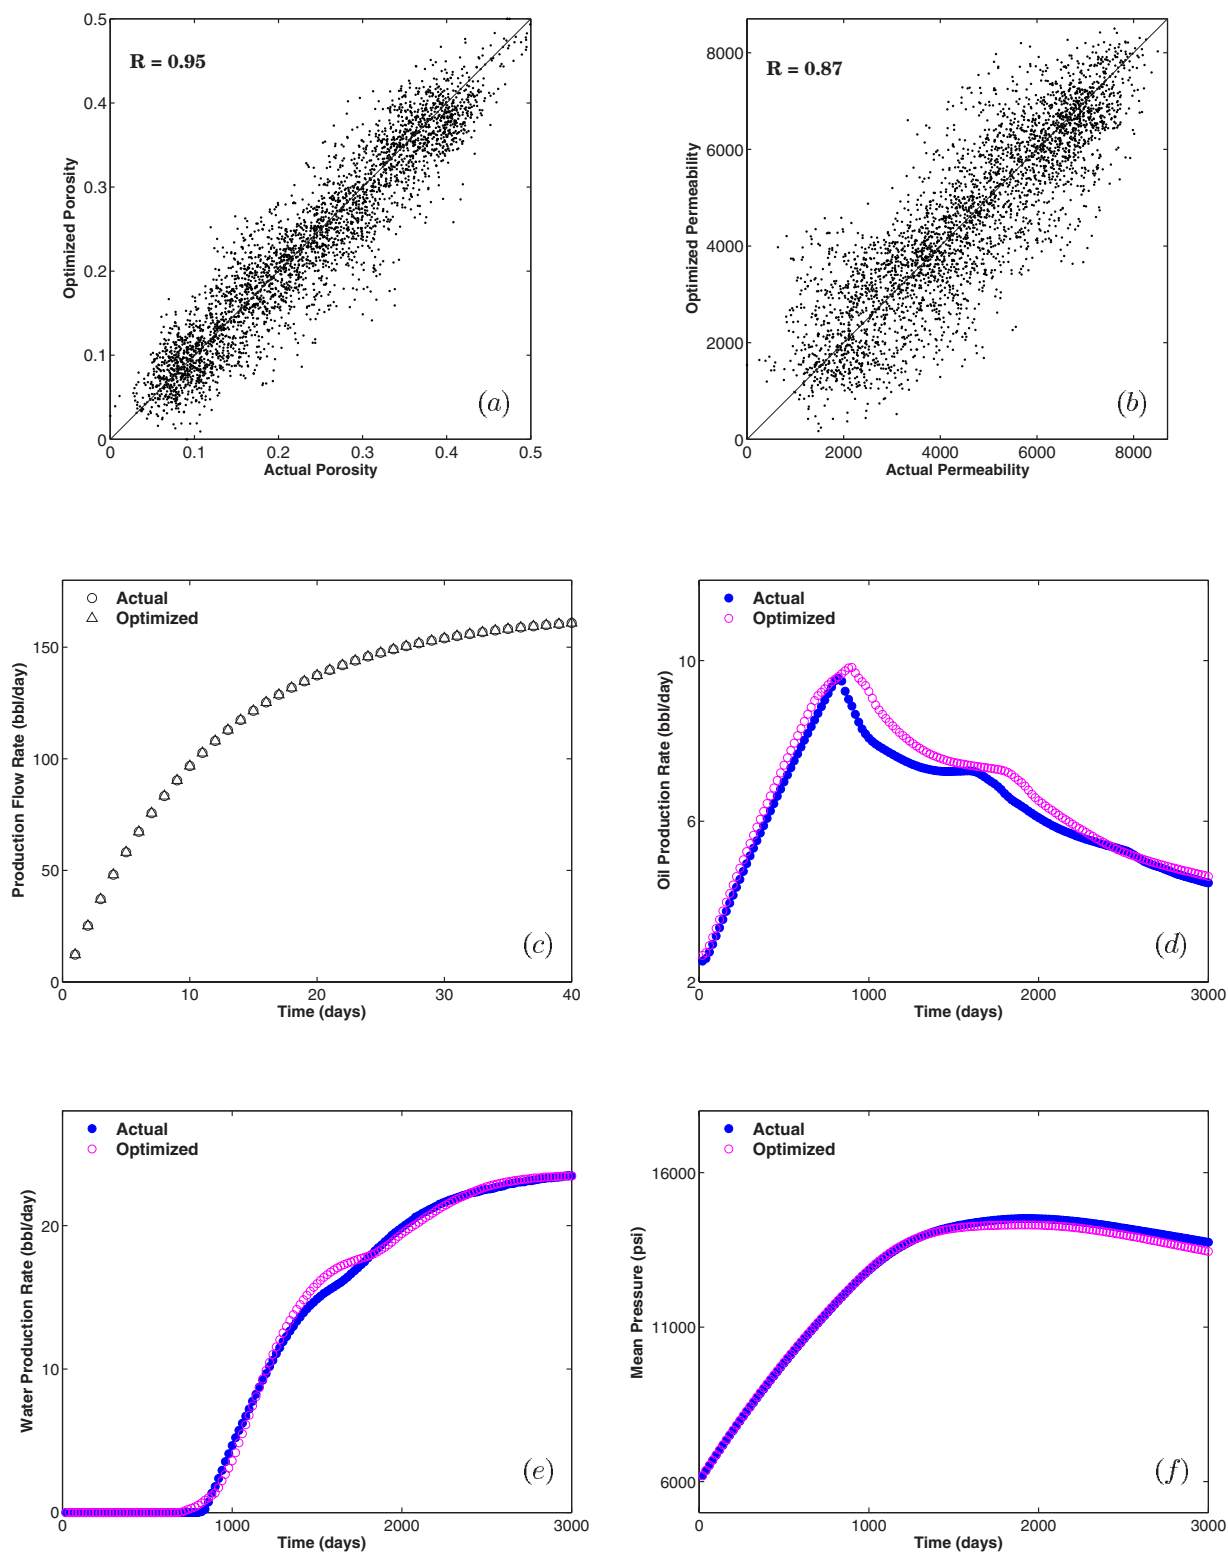 R = 0.95
0.5
0.4
0.3
0.2
0.1
0
0
0.1
0.2
0.3
0.4
0.5
Optimized Porosity
Actual Porosity
(a)
R = 0.87
8000
6000
4000
2000
0
0
2000
4000
6000
8000
Optimized Permeability
Actual Permeability
(b)
Actual
Optimized
150
100
50
0
0
10
20
30
40
Production Flow Rate (bbl/day)
Time (days)
(c)
Actual
Optimized
10
6
2
0
1000
2000
3000
Oil Production Rate (bbl/day)
Time (days)
(d)
Actual
Optimized
20
10
0
0
1000
2000
3000
Water Production Rate (bbl/day)
Time (days)
(e)
Actual
Optimized
16000
11000
6000
0
1000
2000
3000
Mean Pressure (psi)
Time (days)
(f)